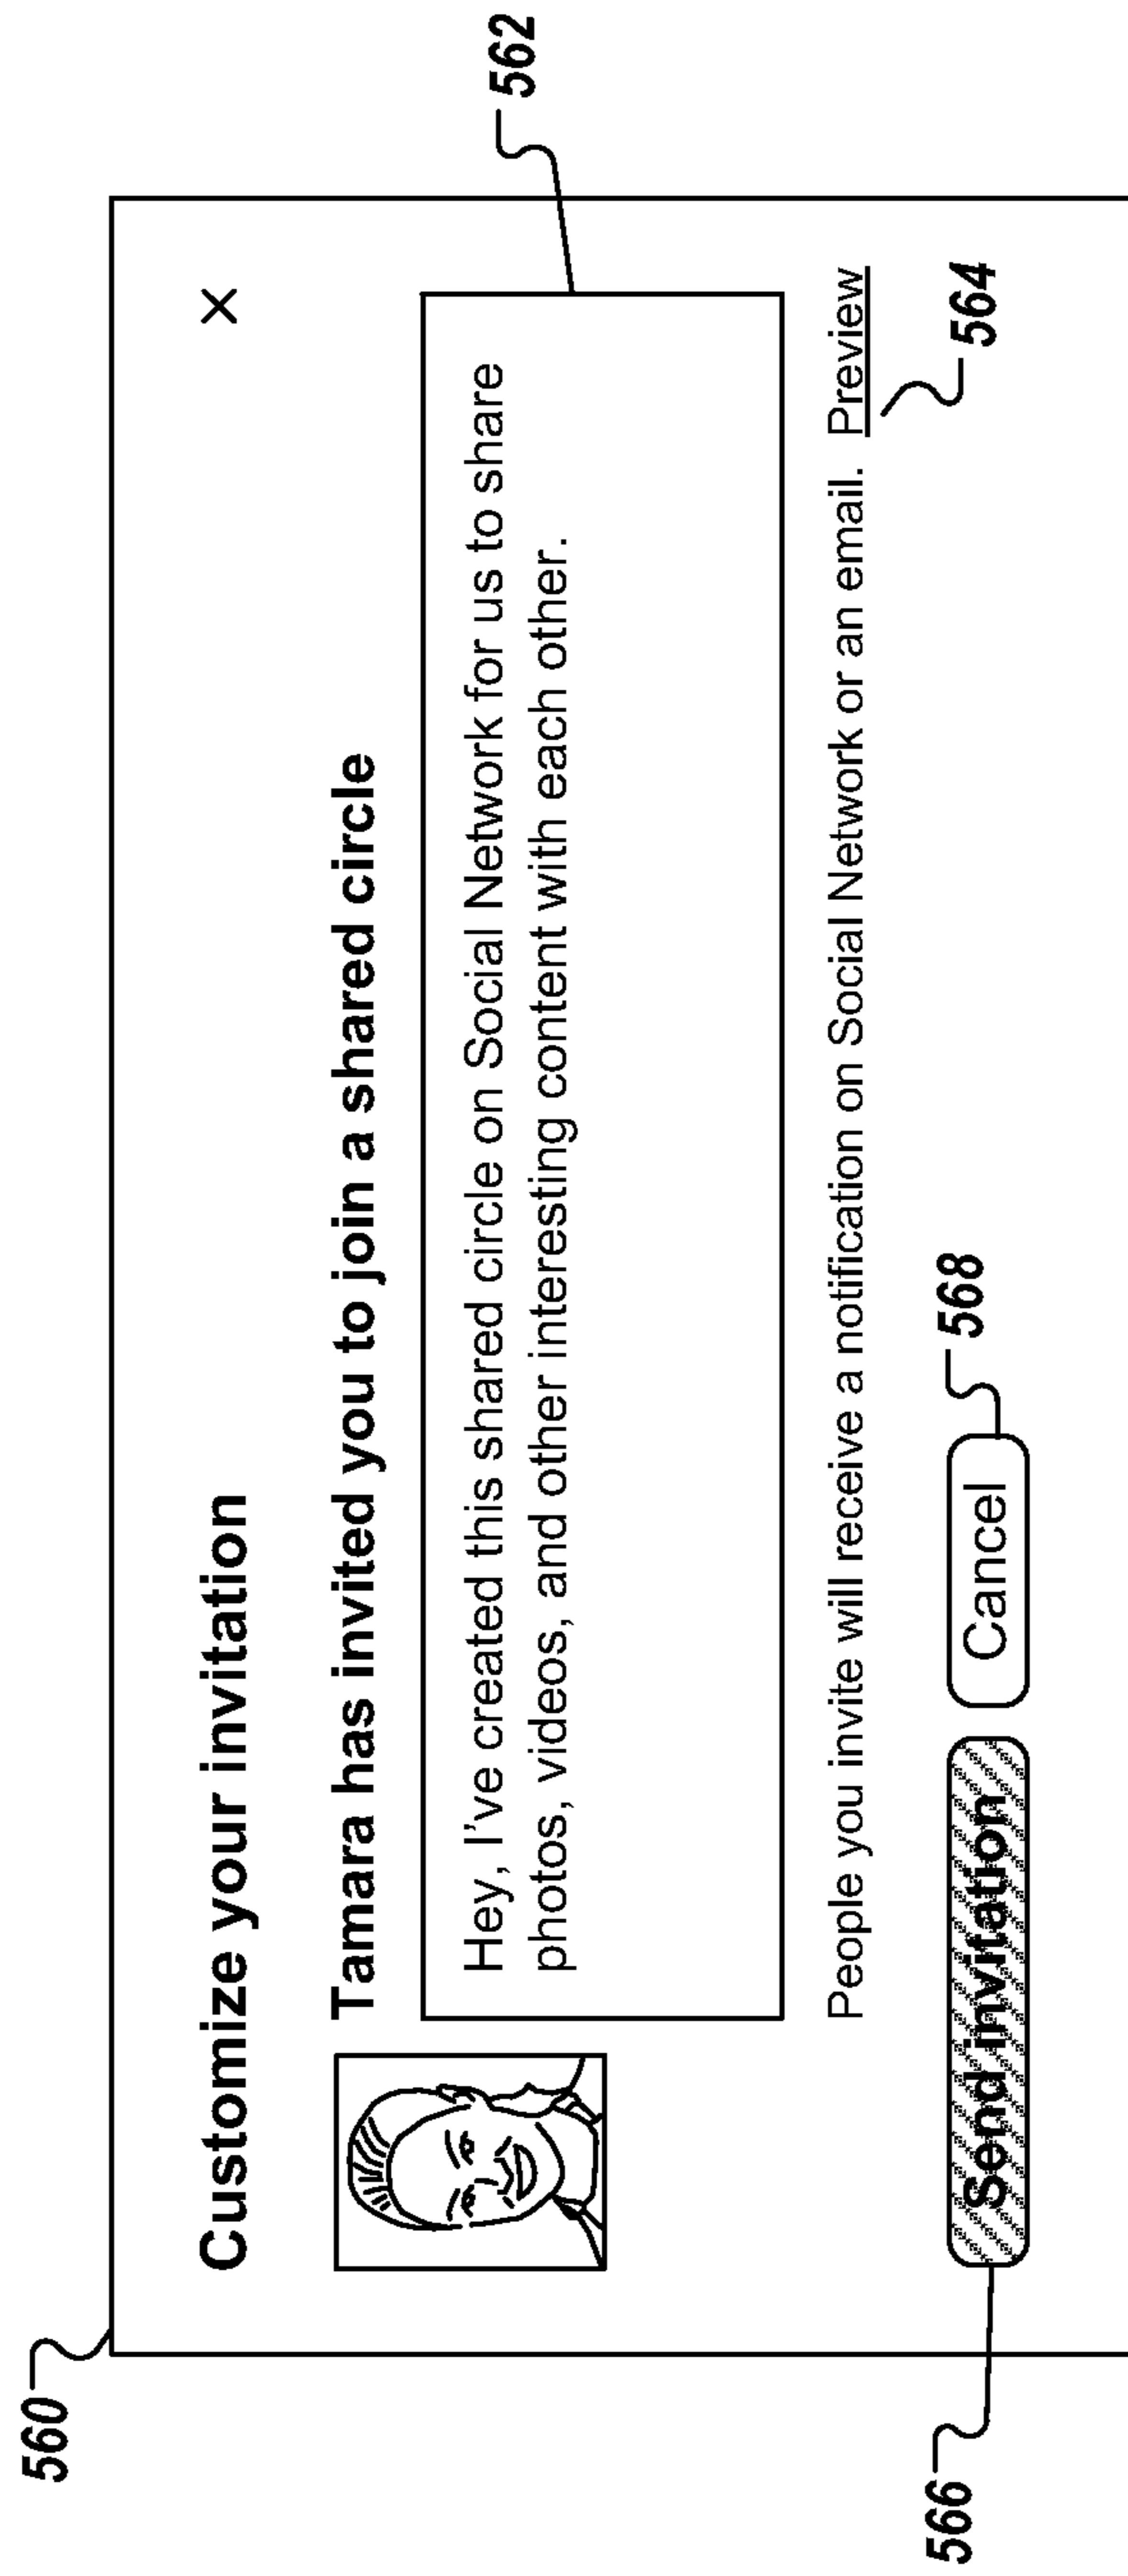 560
Customize your invitation
X
Tamara has invited you to join a shared circle
Hey, I've created this shared circle on Social Network for us to share
photos, videos, and other interesting content with each other.
562
People you invite will receive a notification on Social Network or an email. Preview
564
566
Send invitation
Cancel
568